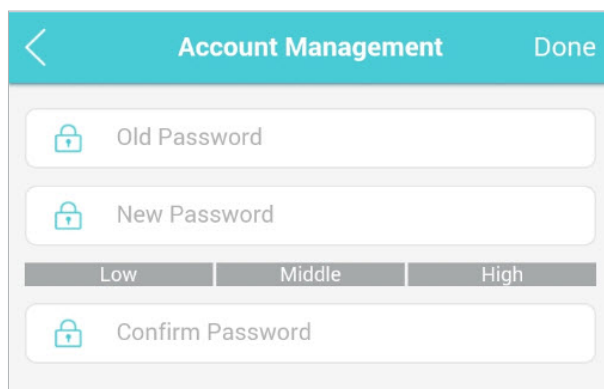 Account Management Done
Old Password
New Password
Low Middle High
Confirm Password